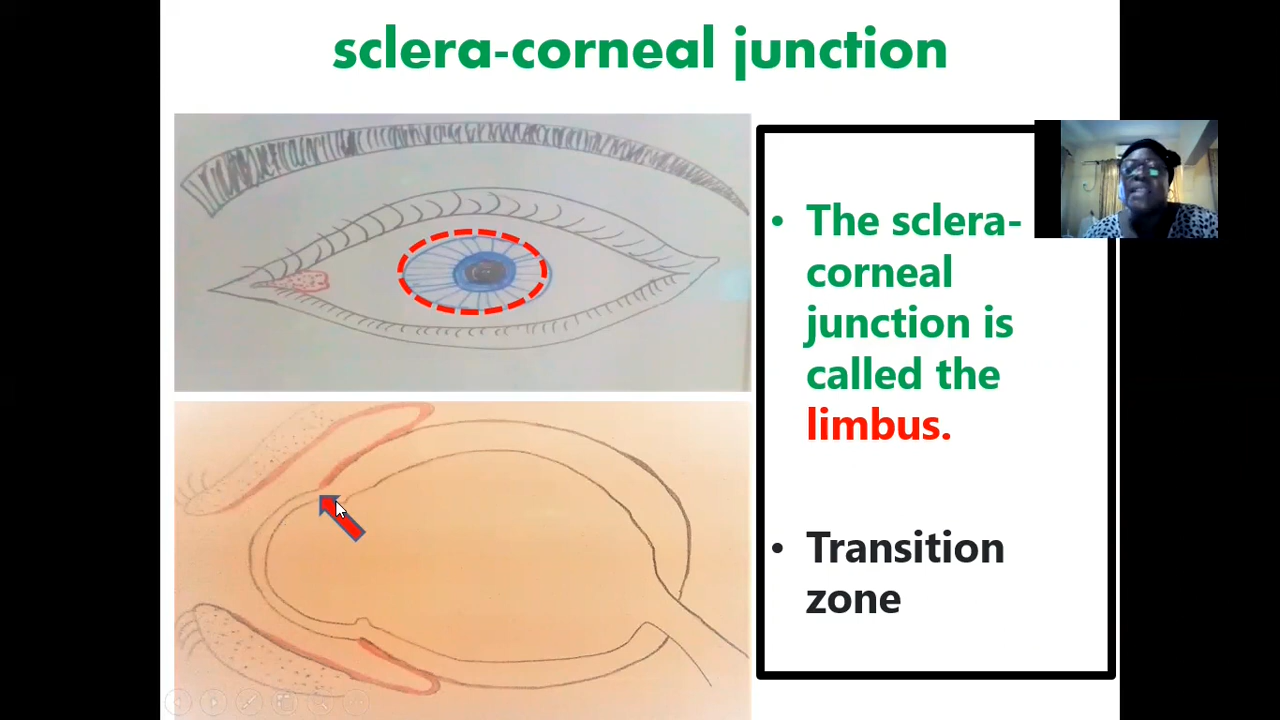 sclera-corneal junction
• The sclera-
corneal
junction is
called the
limbus.
• Transition
zone